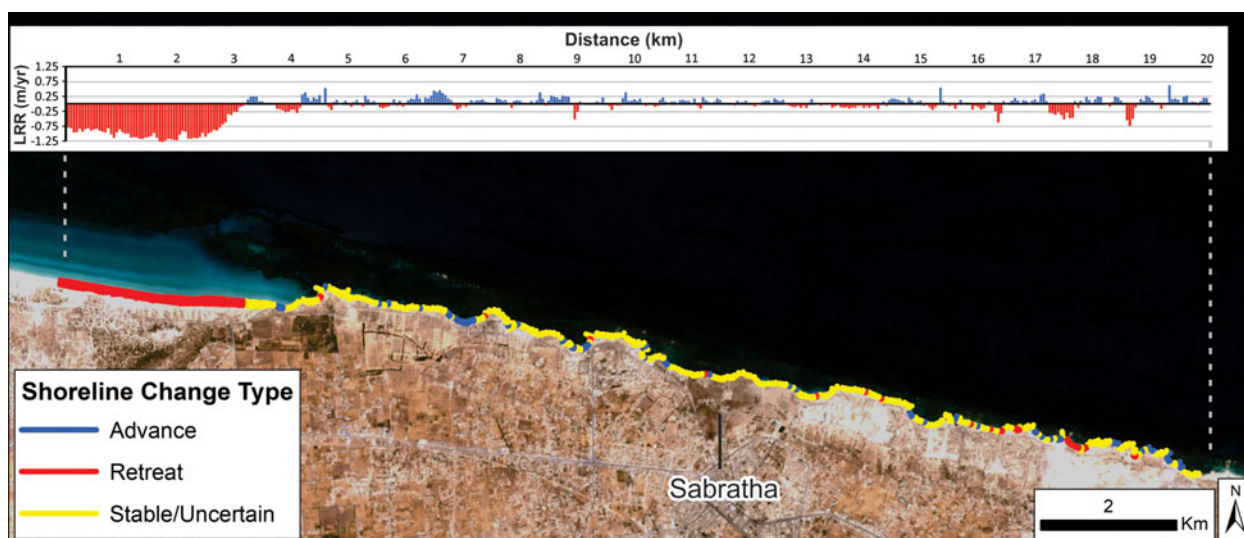 Distance (km)
1 2 3 4 5 6 7 8 9 10 11 12 13 14 15 16 17 18 19 20
LRR (m/yr)
1.25
0.75
0.25
-0.25
-0.75
-1.25
Shoreline Change Type
Advance
Retreat
Stable/Uncertain
Sabratha
2
Km
N